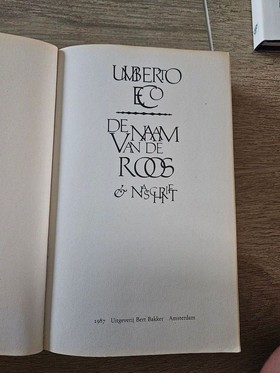 UMBERTO
ECO
DE NAAM
VAN DE
ROOS
& NASCHRIFT
1987 Uitgeverij Bert Bakker Amsterdam